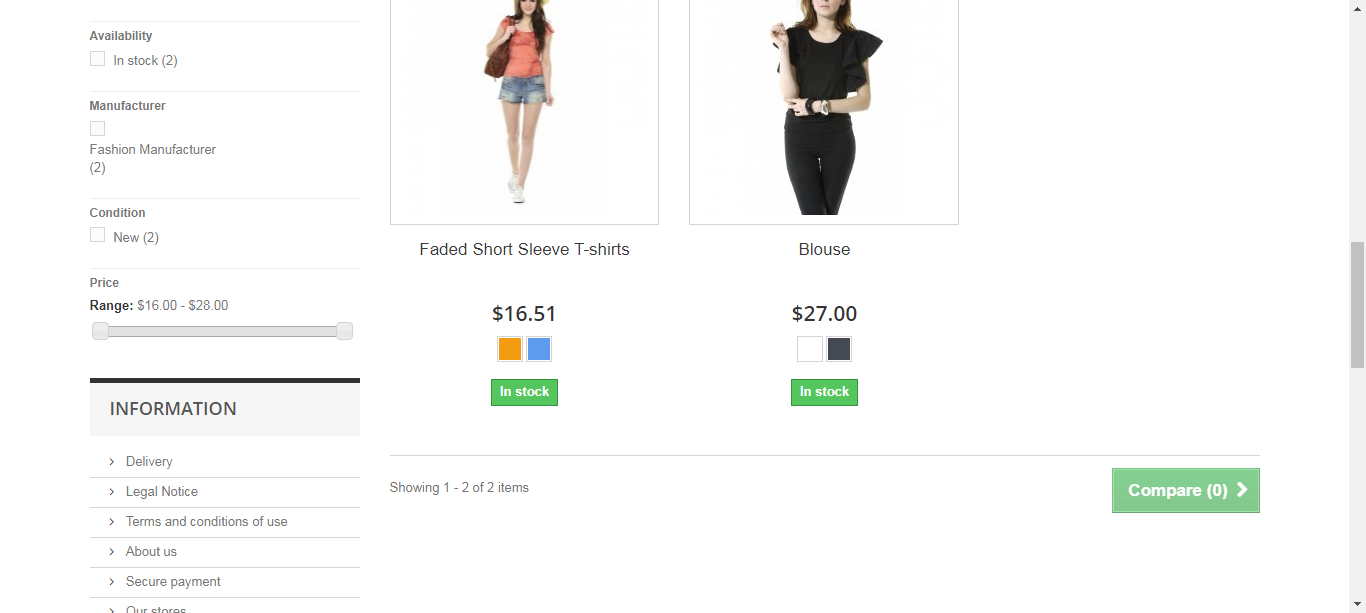 Availability
In stock (2)
Manufacturer
Fashion Manufacturer
(2)
Condition
New (2)
Price
Range: $16.00 - $28.00
INFORMATION
Delivery
Legal Notice
Terms and conditions of use
About us
Secure payment
Our stores
Faded Short Sleeve T-shirts
$16.51
In stock
Blouse
$27.00
In stock
Showing 1 - 2 of 2 items
Compare (0)